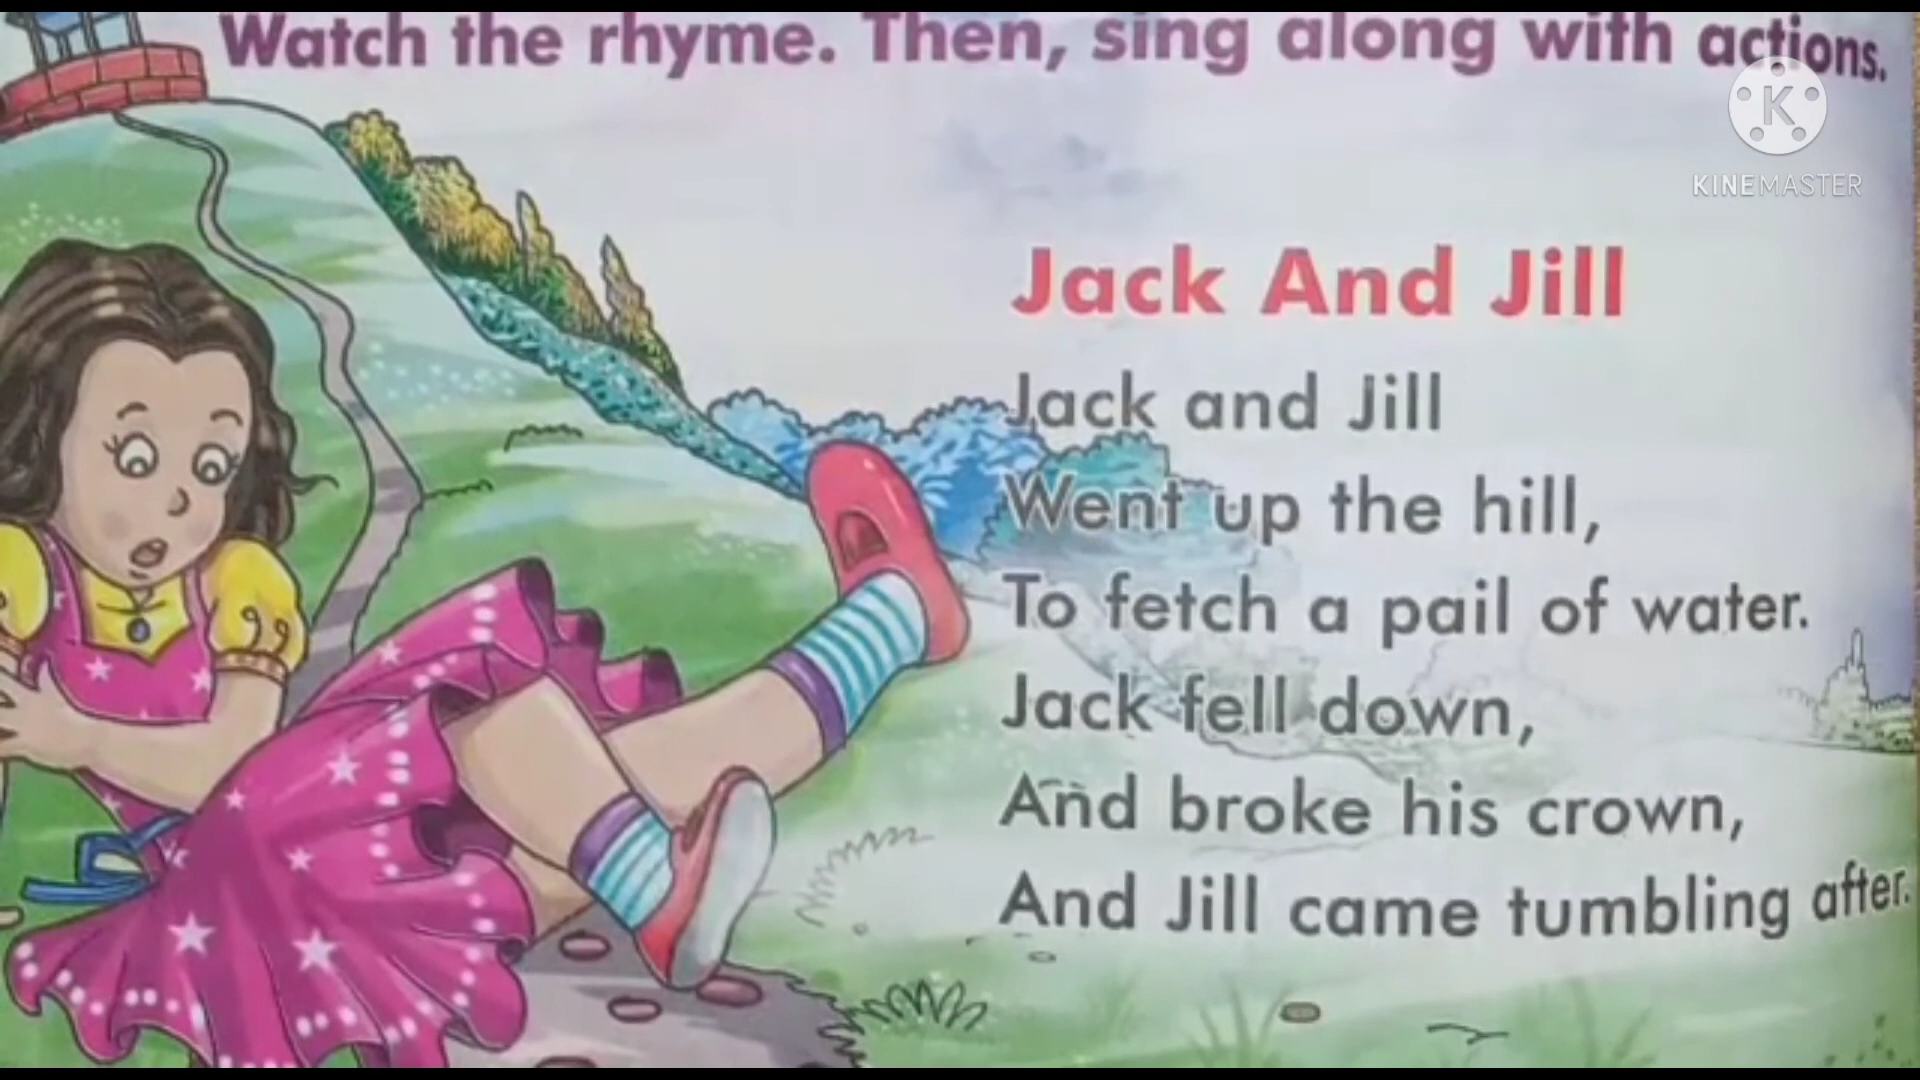 Watch the rhyme. Then, sing along with actions.
K
KINEMASTER
Jack And Jill
Jack and Jill
Went up the hill,
To fetch a pail of water.
Jack fell down,
And broke his crown,
And Jill came tumbling after.